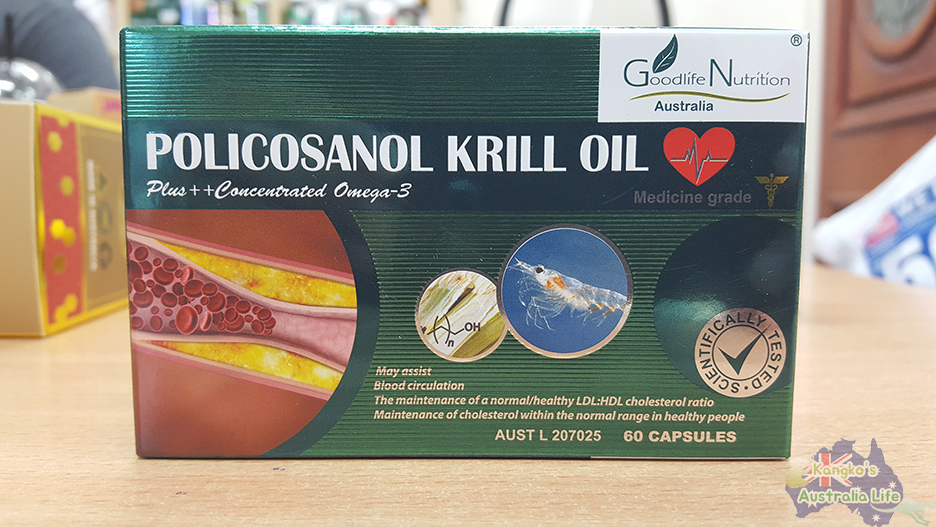 Goodlife Nutrition ®
Australia
POLICOSANOL KRILL OIL
Plus++Concentrated Omega-3
Medicine grade
OH
n
SCIENTIFICALLY TESTED
May assist
Blood circulation
The maintenance of a normal/healthy LDL:HDL cholesterol ratio
Maintenance of cholesterol within the normal range in healthy people
AUST L 207025 60 CAPSULES
Kangko's
Australia Life